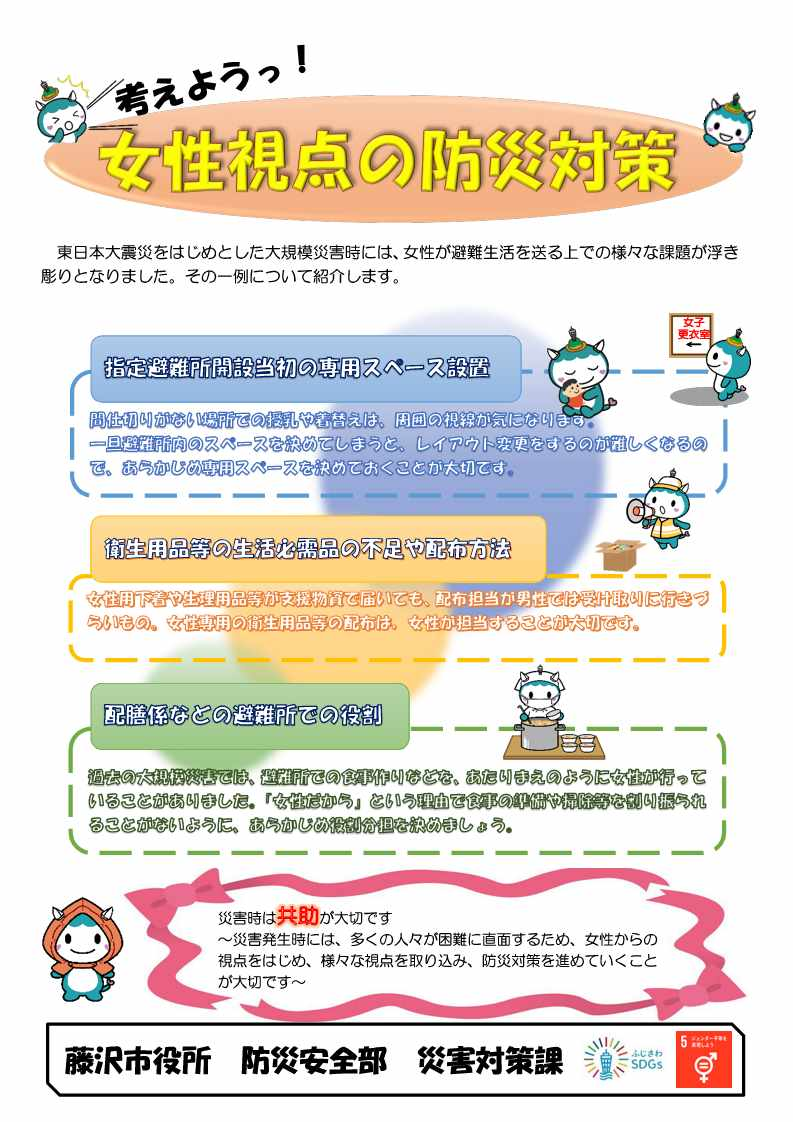 考えようっ！
女性視点の防災対策
東日本大震災をはじめとした大規模災害時には、女性が避難生活を送る上での様々な課題が浮き
彫りとなりました。その一例について紹介します。
女子
更衣室
←
指定避難所開設当初の専用スペース設置
間仕切りがない場所での授乳や着替えは、周囲の視線が気になります。
一旦避難所内のスペースを決めてしまうと、レイアウト変更をするのが難しくなるの
で、あらかじめ専用スペースを決めておくことが大切です。
衛生用品等の生活必需品の不足や配布方法
女性用下着や生理用品等が支援物資で届いても、配布担当が男性では受け取りに行きづ
らいもの。女性専用の衛生用品等の配布は、女性が担当することが大切です。
配膳係などの避難所での役割
過去の大規模災害では、避難所での食事作りなどを、あたりまえのように女性が行って
いることがありました。「女性だから」という理由で食事の準備や掃除等を割り振られ
ることがないように、あらかじめ役割分担を決めましょう。
災害時は共助が大切です
～災害発生時には、多くの人々が困難に直面するため、女性からの
視点をはじめ、様々な視点を取り込み、防災対策を進めていくこと
が大切です～
藤沢市役所　防災安全部　災害対策課
ふじさわ
SDGs
5 ジェンダー平等を
実現しよう